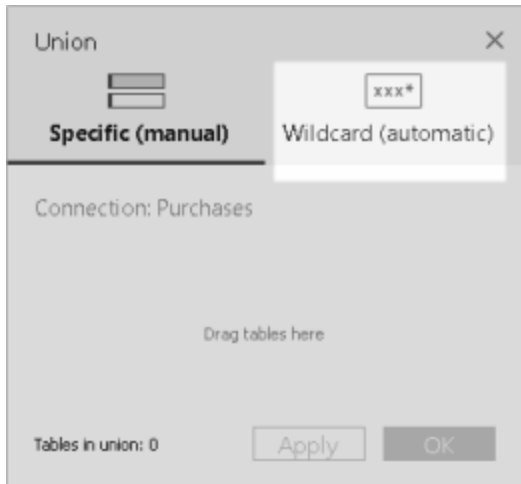 Union
xxx*
Specific (manual)
Wildcard (automatic)
Connection: Purchases
Drag tables here
Tables in union: 0
Apply
OK